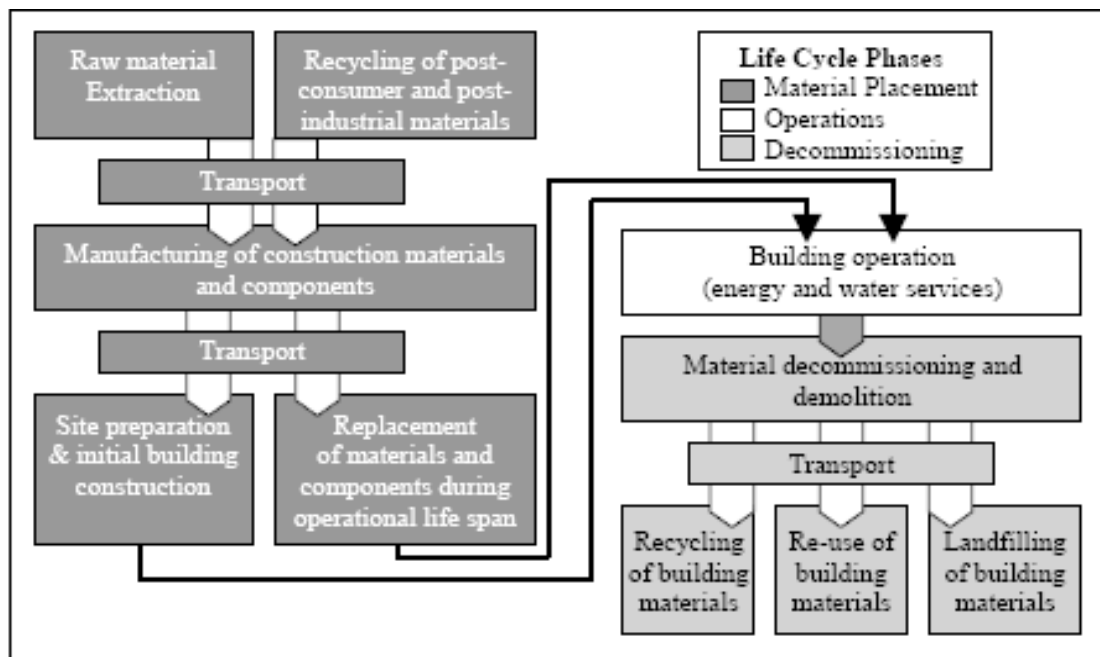 Raw material
Extraction
Recycling of post-
consumer and post-
industrial materials
Life Cycle Phases
Material Placement
Operations
Decommissioning
Transport
Manufacturing of construction materials
and components
Transport
Site preparation
& initial building
construction
Replacement
of materials and
components during
operational life span
Building operation
(energy and water services)
Material decommissioning and
demolition
Transport
Recycling
of building
materials
Re-use of
building
materials
Landfilling
of building
materials